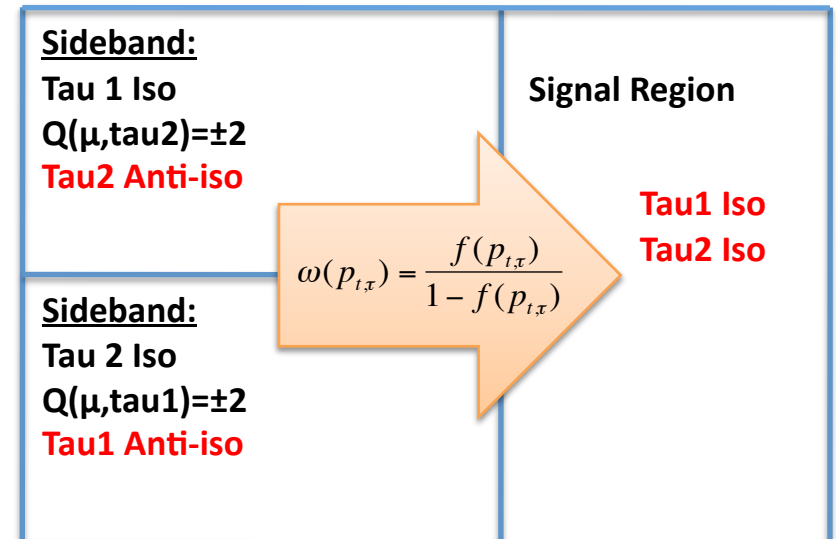 Sideband:
Tau 1 Iso
Q(μ,tau2)=±2
Tau2 Anti-iso
Sideband:
Tau 2 Iso
Q(μ,tau1)=±2
Tau1 Anti-iso
ω(p_{t,τ}) = f(p_{t,τ}) / 1 − f(p_{t,τ})
Signal Region
Tau1 Iso
Tau2 Iso